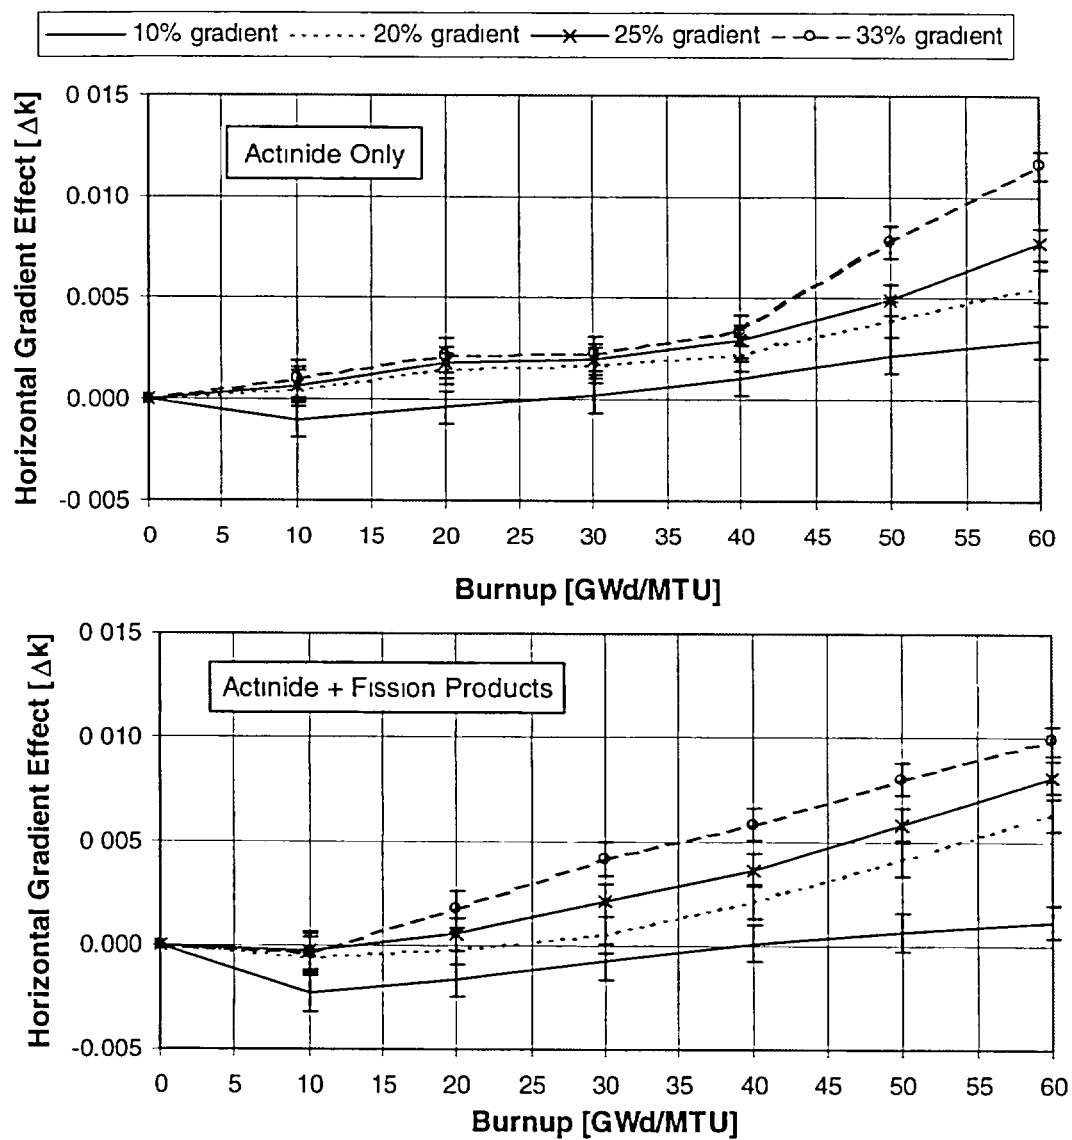 10% gradient 20% gradient 25% gradient 33% gradient
Horizontal Gradient Effect [Δk]
0 015
0 010
0 005
0.000
-0 005
Actinide Only
0 5 10 15 20 25 30 35 40 45 50 55 60
Burnup [GWd/MTU]
Horizontal Gradient Effect [Δk]
0 015
0 010
0 005
0.000
-0.005
Actinide + Fission Products
0 5 10 15 20 25 30 35 40 45 50 55 60
Burnup [GWd/MTU]